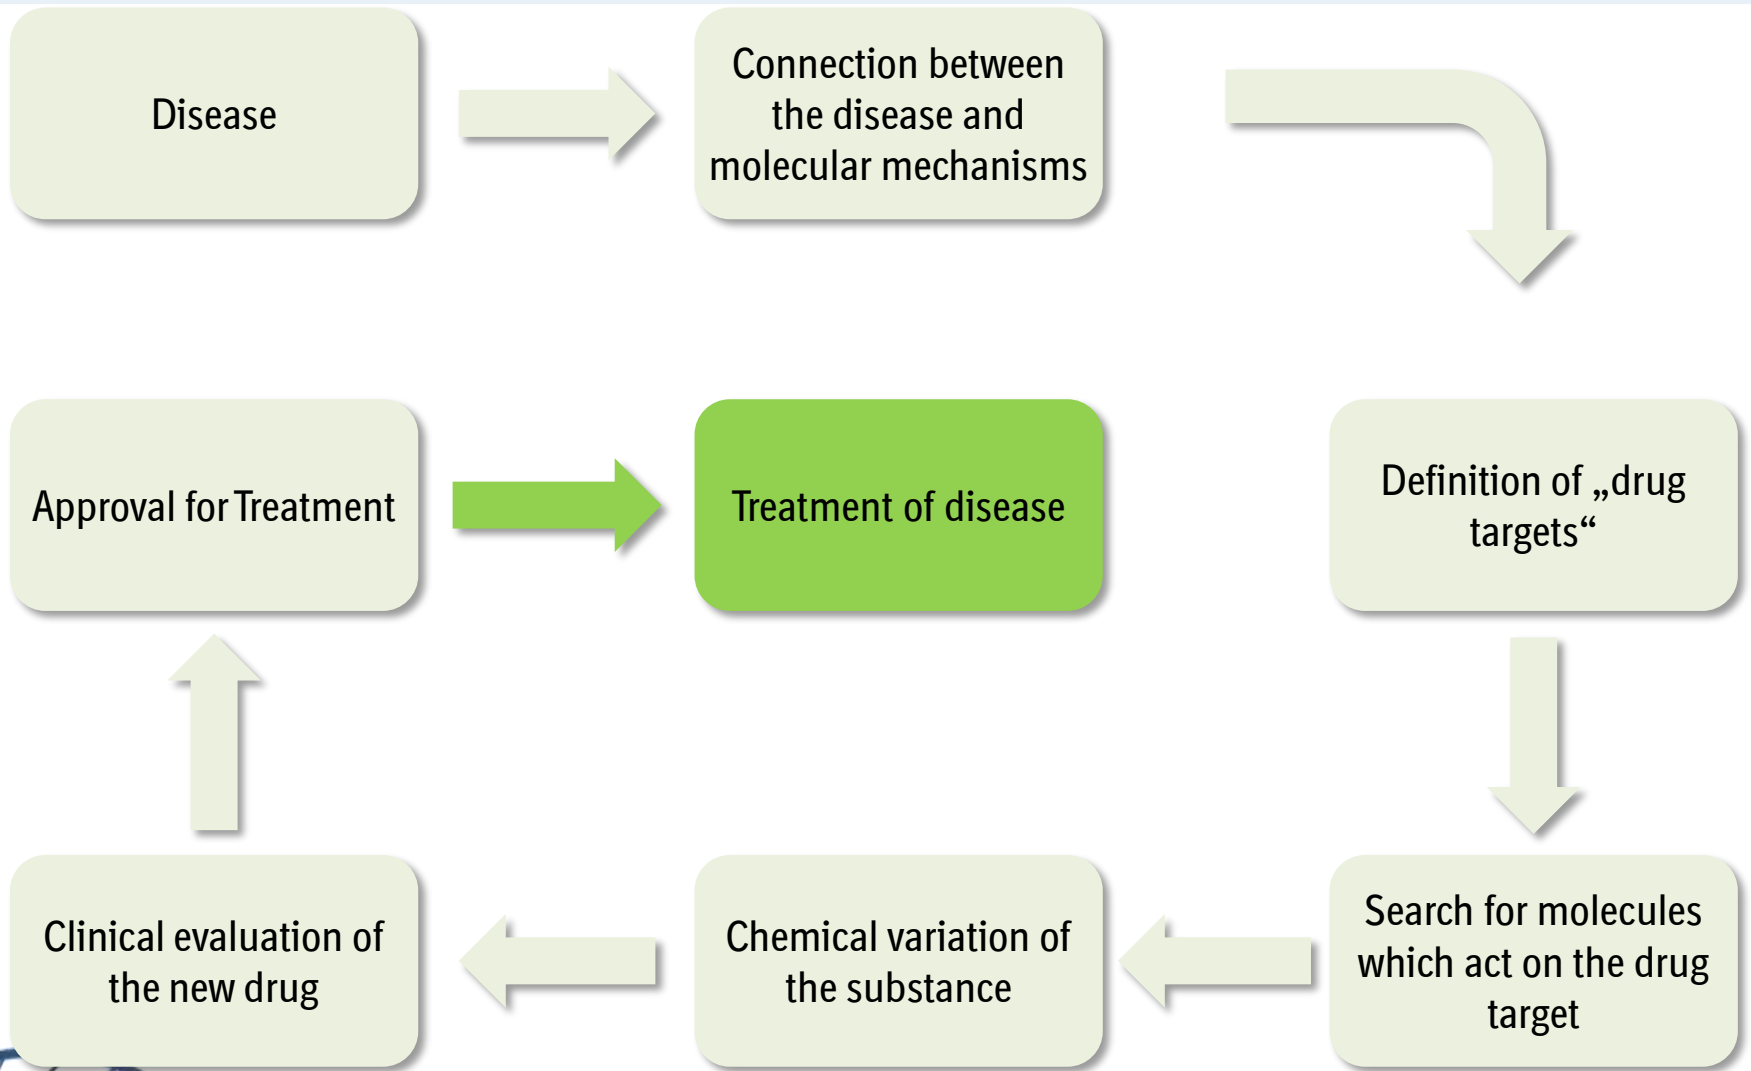 Disease
Connection between
the disease and
molecular mechanisms
Approval for Treatment
Treatment of disease
Definition of „drug
targets“
Clinical evaluation of
the new drug
Chemical variation of
the substance
Search for molecules
which act on the drug
target